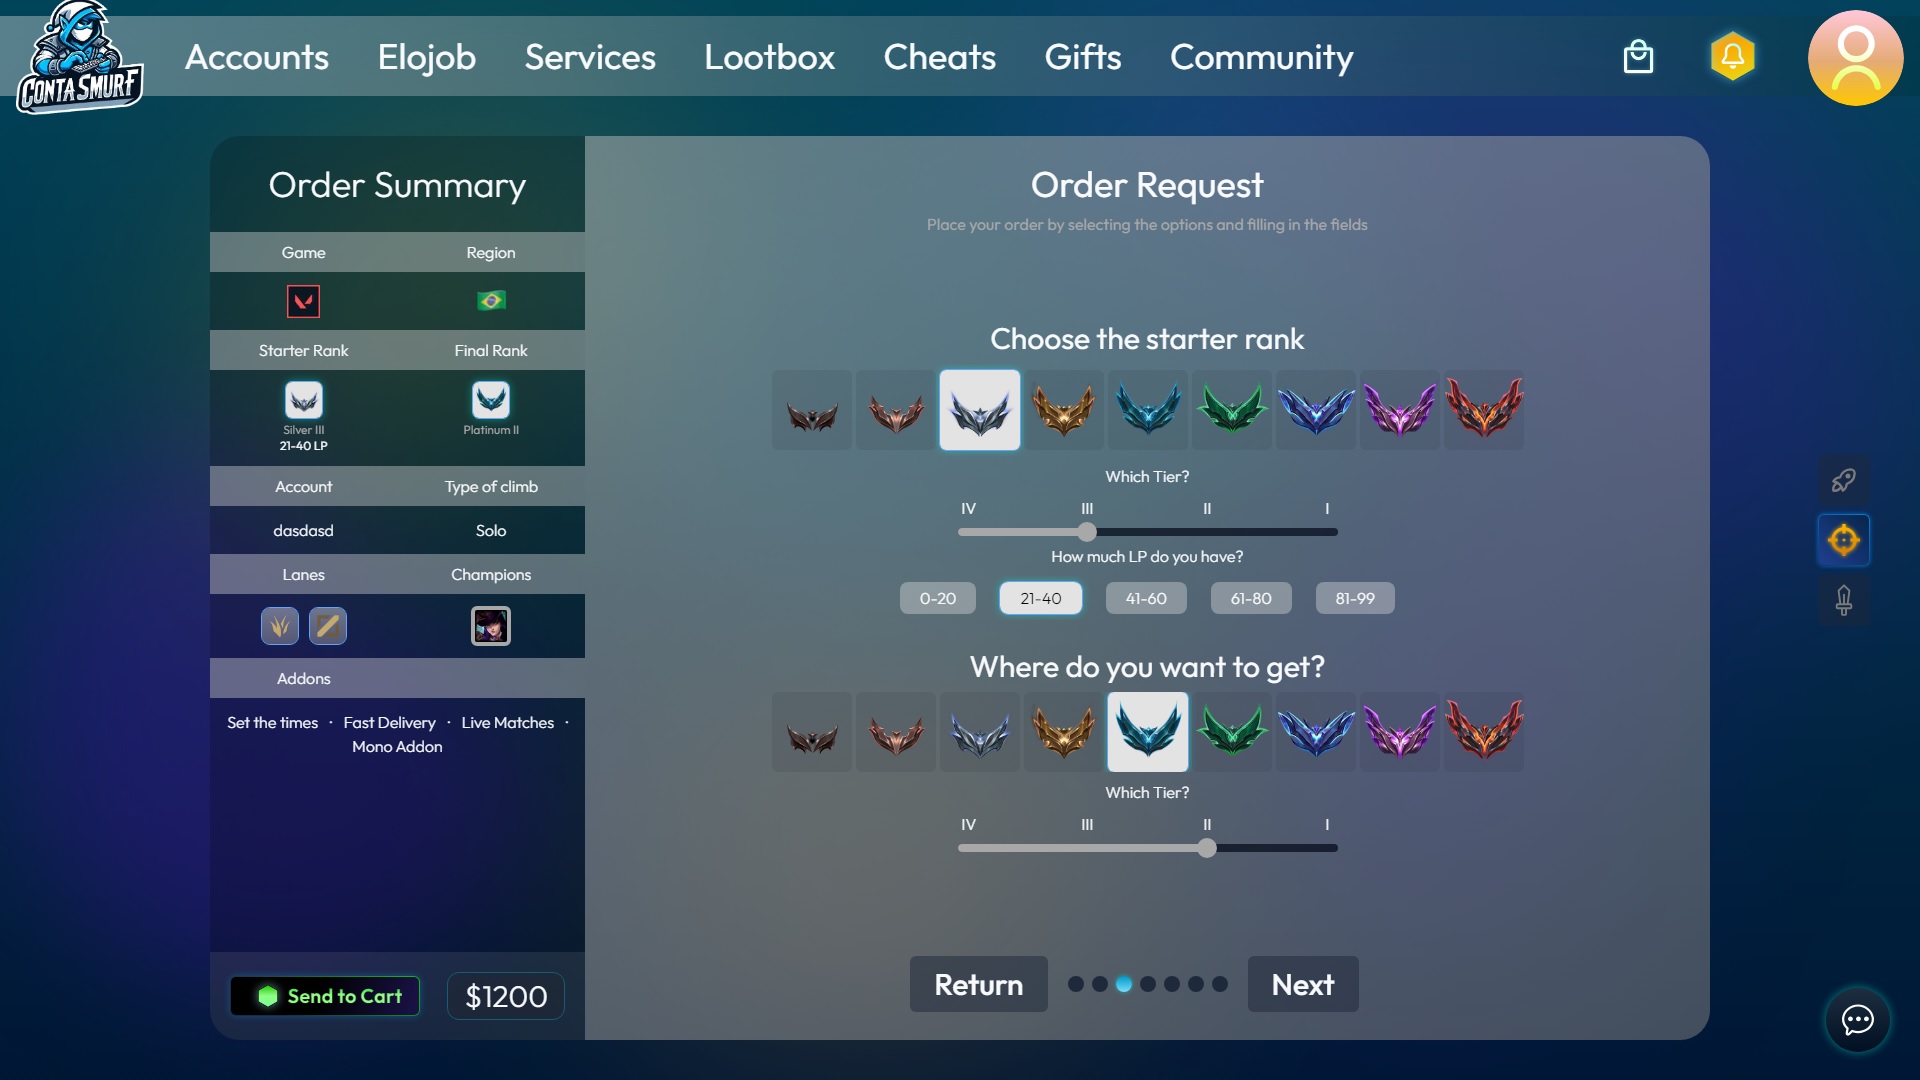 CONTA SMURF
Accounts Elojob Services Lootbox Cheats Gifts Community
Order Summary
Game Region
Starter Rank Final Rank
Silver III Platinum II
21-40 LP
Account Type of climb
dasdasd Solo
Lanes Champions
Addons
Set the times · Fast Delivery · Live Matches ·
Mono Addon
Send to Cart $1200
Order Request
Place your order by selecting the options and filling in the fields
Choose the starter rank
Which Tier?
IV III II I
How much LP do you have?
0-20 21-40 41-60 61-80 81-99
Where do you want to get?
Which Tier?
IV III II I
Return Next